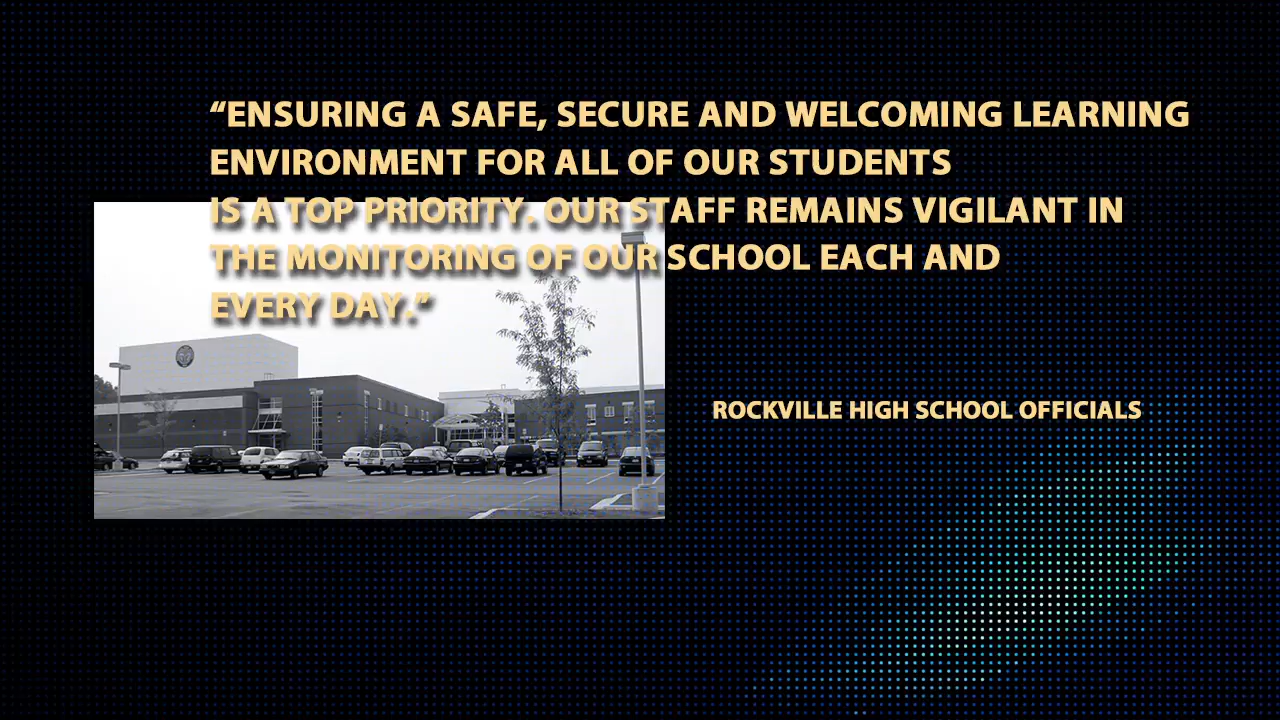 “ENSURING A SAFE, SECURE AND WELCOMING LEARNING
ENVIRONMENT FOR ALL OF OUR STUDENTS
IS A TOP PRIORITY. OUR STAFF REMAINS VIGILANT IN
THE MONITORING OF OUR SCHOOL EACH AND
EVERY DAY.”
ROCKVILLE HIGH SCHOOL OFFICIALS